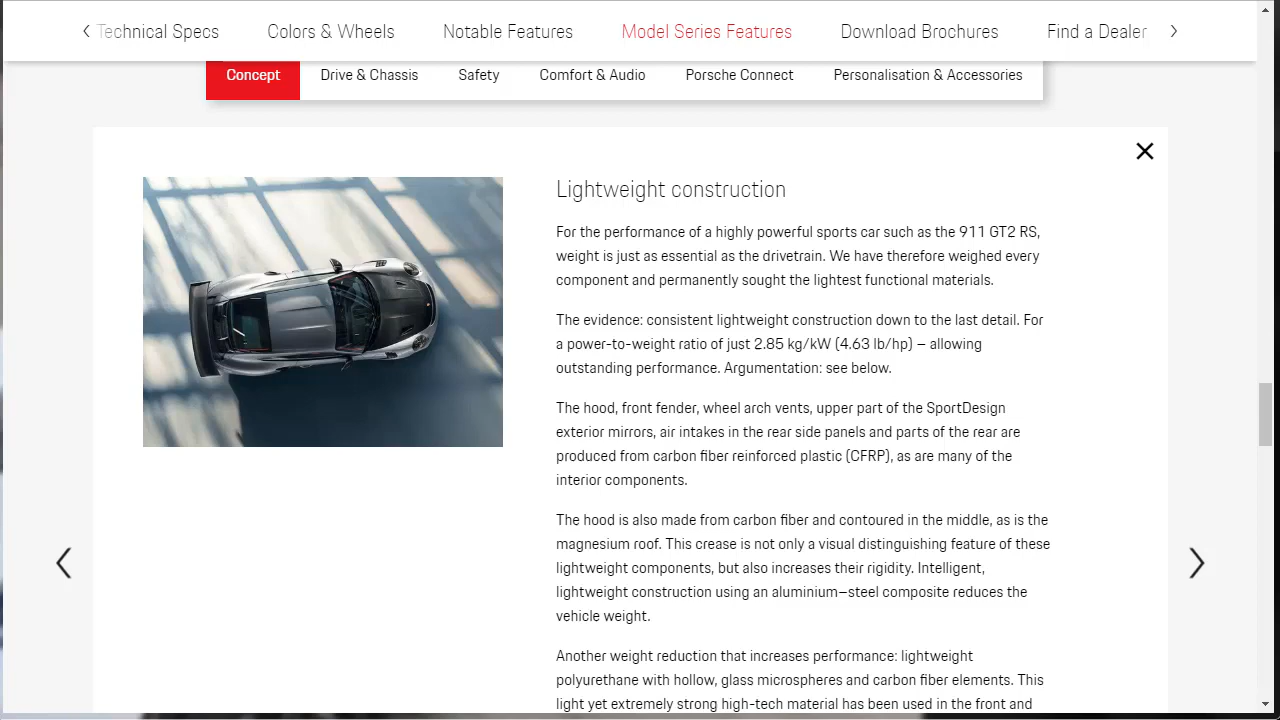 Technical Specs Colors & Wheels Notable Features Model Series Features Download Brochures Find a Dealer
Concept Drive & Chassis Safety Comfort & Audio Porsche Connect Personalisation & Accessories
Lightweight construction
For the performance of a highly powerful sports car such as the 911 GT2 RS,
weight is just as essential as the drivetrain. We have therefore weighed every
component and permanently sought the lightest functional materials.
The evidence: consistent lightweight construction down to the last detail. For
a power-to-weight ratio of just 2.85 kg/kW (4.63 lb/hp) – allowing
outstanding performance. Argumentation: see below.
The hood, front fender, wheel arch vents, upper part of the SportDesign
exterior mirrors, air intakes in the rear side panels and parts of the rear are
produced from carbon fiber reinforced plastic (CFRP), as are many of the
interior components.
The hood is also made from carbon fiber and contoured in the middle, as is the
magnesium roof. This crease is not only a visual distinguishing feature of these
lightweight components, but also increases their rigidity. Intelligent,
lightweight construction using an aluminium–steel composite reduces the
vehicle weight.
Another weight reduction that increases performance: lightweight
polyurethane with hollow, glass microspheres and carbon fiber elements. This
light yet extremely strong high-tech material has been used in the front and